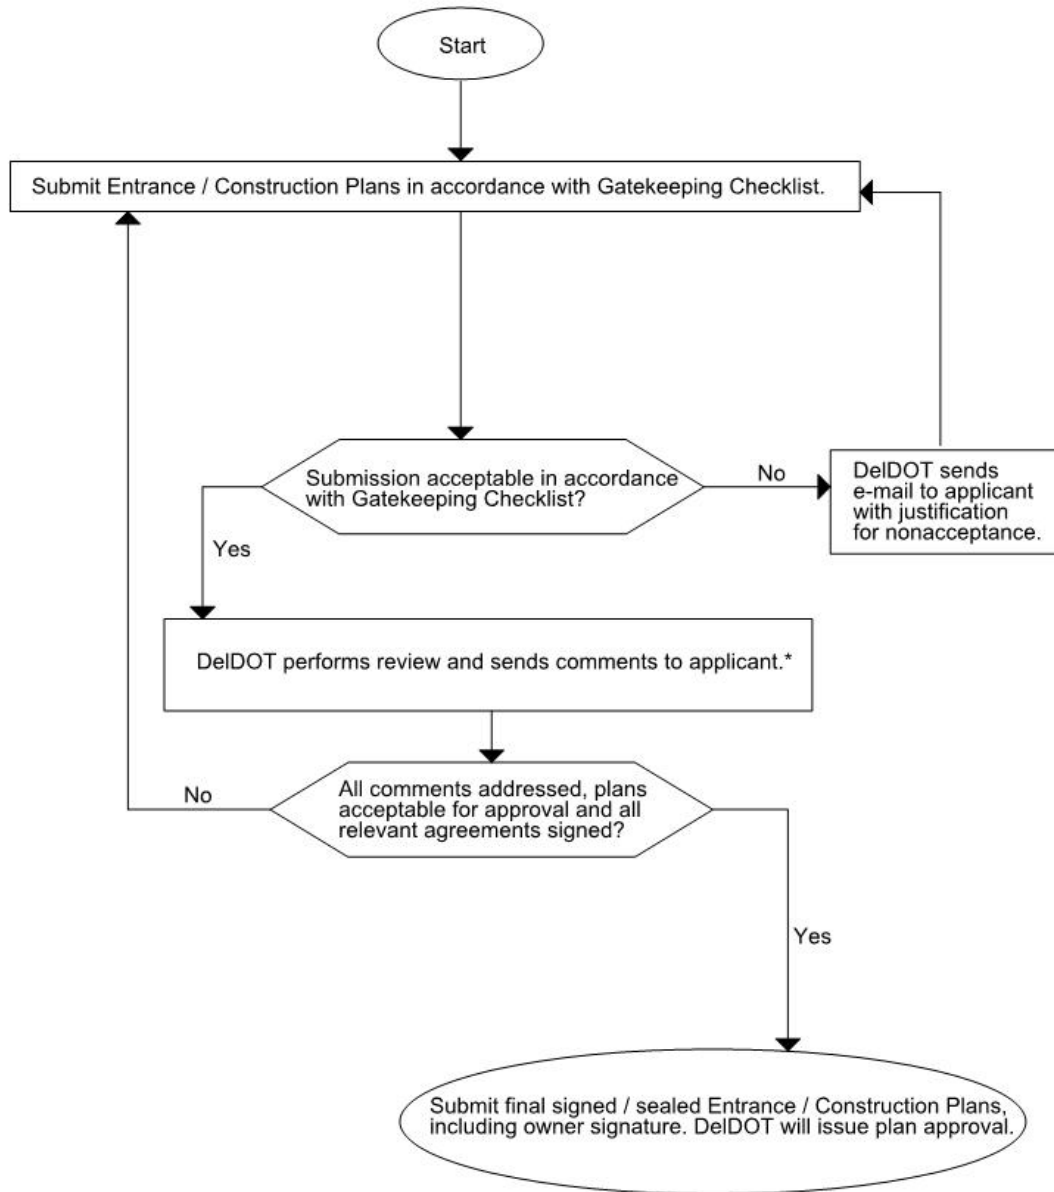 Start
Submit Entrance / Construction Plans in accordance with Gatekeeping Checklist.
Submission acceptable in accordance
with Gatekeeping Checklist?
No
DelDOT sends
e-mail to applicant
with justification
for nonacceptance.
Yes
DelDOT performs review and sends comments to applicant.*
All comments addressed, plans
acceptable for approval and all
relevant agreements signed?
No
Yes
Submit final signed / sealed Entrance / Construction Plans,
including owner signature. DelDOT will issue plan approval.